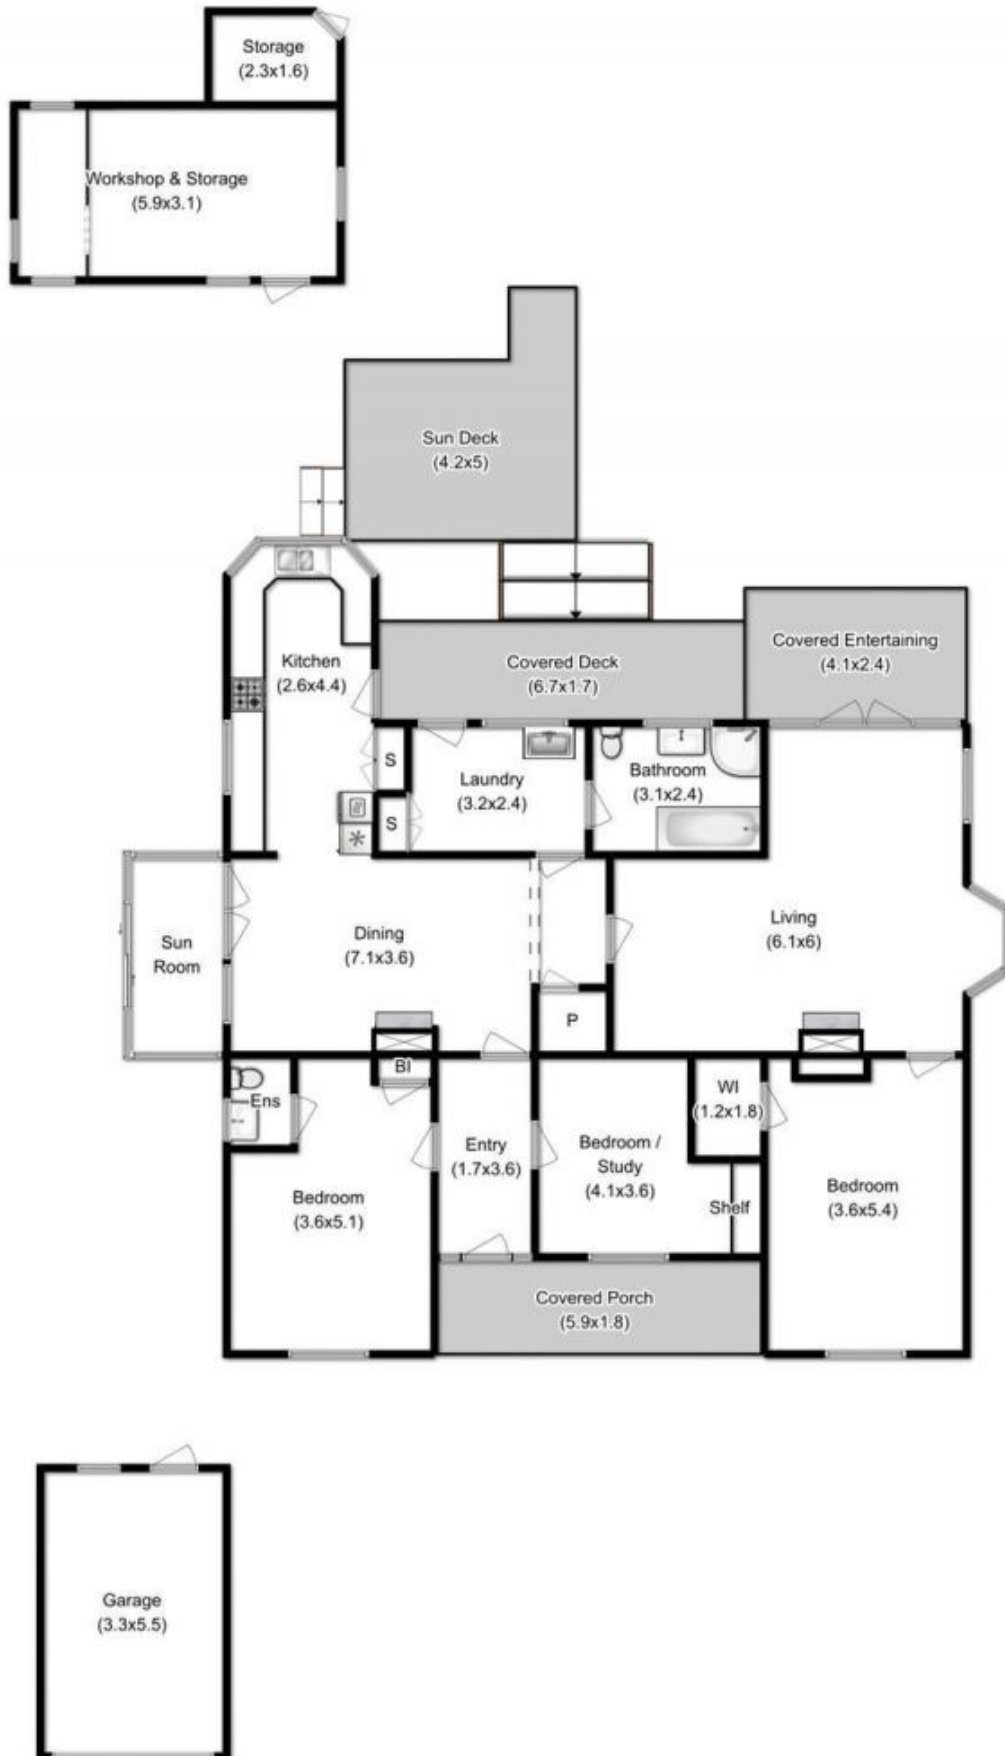 Storage
(2.3x1.6)
Workshop & Storage
(5.9x3.1)
Sun Deck
(4.2x5)
Covered Entertaining
(4.1x2.4)
Covered Deck
(6.7x1.7)
Kitchen
(2.6x4.4)
S
Laundry
(3.2x2.4)
Bathroom
(3.1x2.4)
S
Sun
Room
Dining
(7.1x3.6)
Living
(6.1x6)
P
BI
Ens
WI
(1.2x1.8)
Entry
(1.7x3.6)
Bedroom /
Study
(4.1x3.6)
Bedroom
(3.6x5.1)
Shelf
Bedroom
(3.6x5.4)
Covered Porch
(5.9x1.8)
Garage
(3.3x5.5)